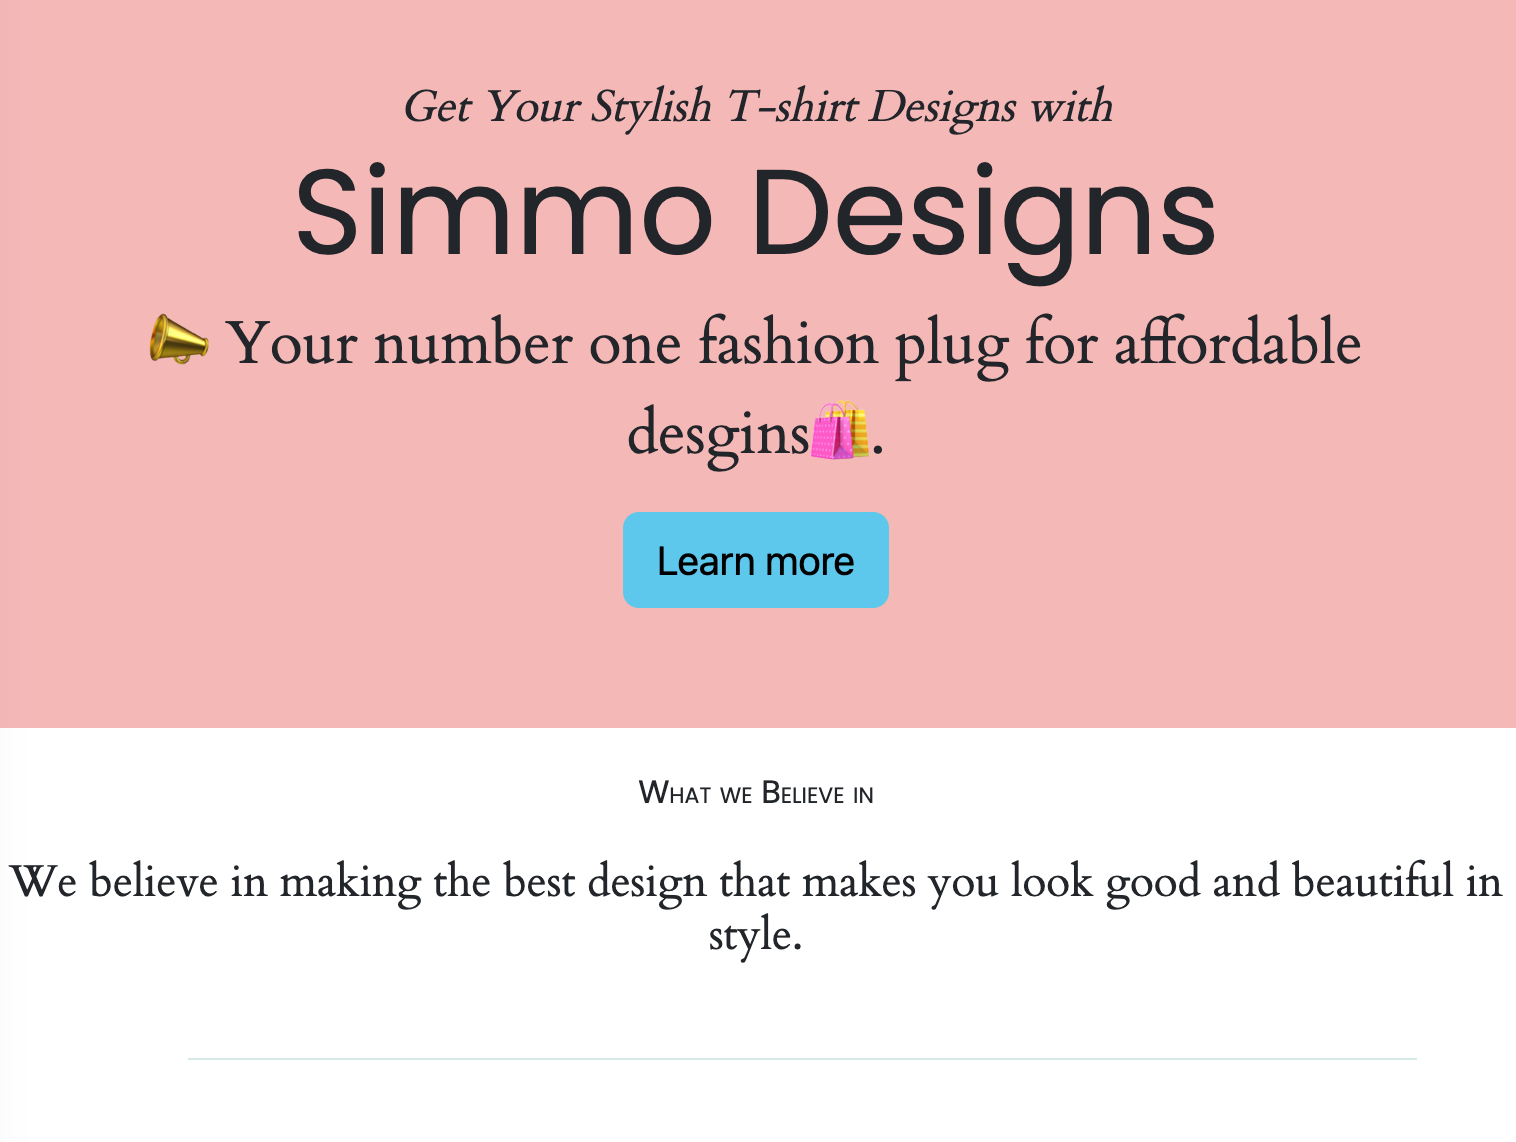 Get Your Stylish T-shirt Designs with
Simmo Designs
📣 Your number one fashion plug for affordable
desgins🛍️.
Learn more
What we Believe in
We believe in making the best design that makes you look good and beautiful in
style.